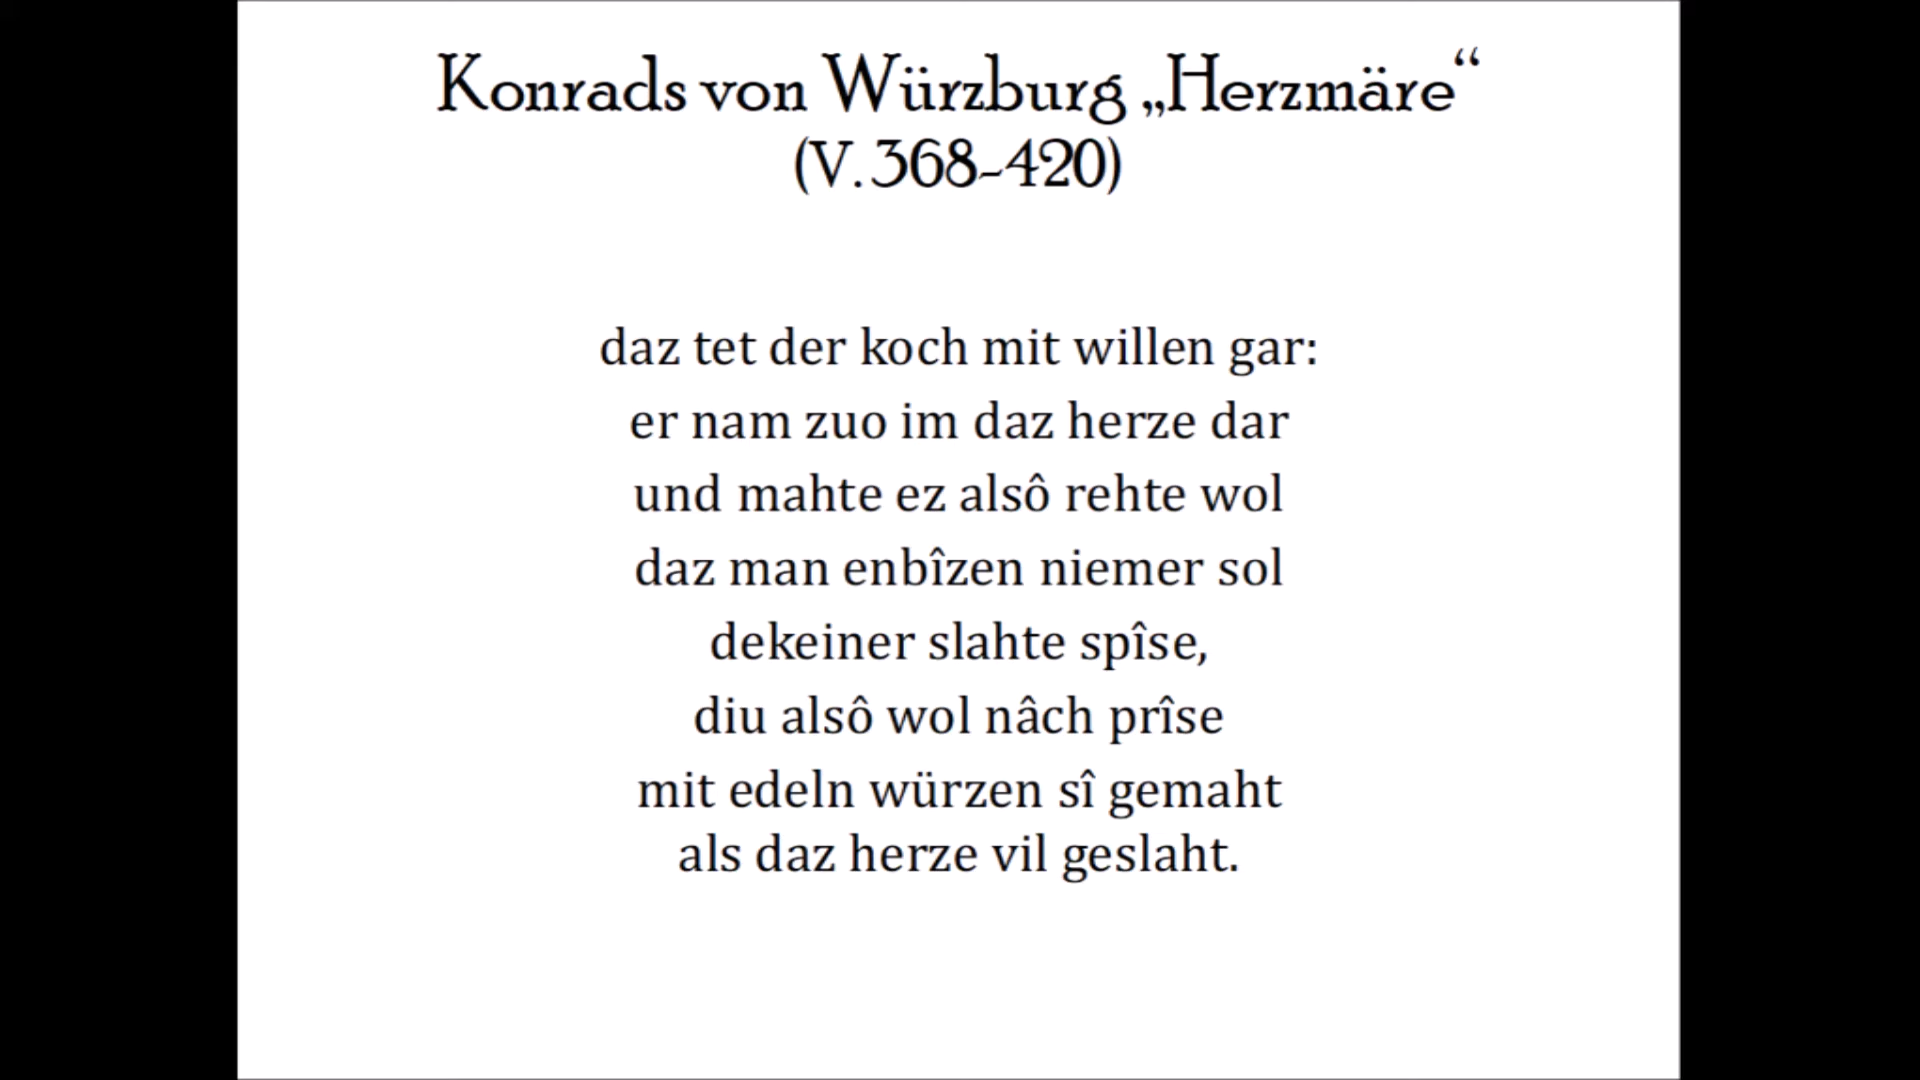 Konrads von Würzburg „Herzmäre“
(V. 368-420)
daz tet der koch mit willen gar:
er nam zuo im daz herze dar
und mahte ez alsô rehte wol
daz man enbîzen niemer sol
dekeiner slahte spîse,
diu alsô wol nâch prîse
mit edeln würzen sî gemaht
als daz herze vil geslaht.